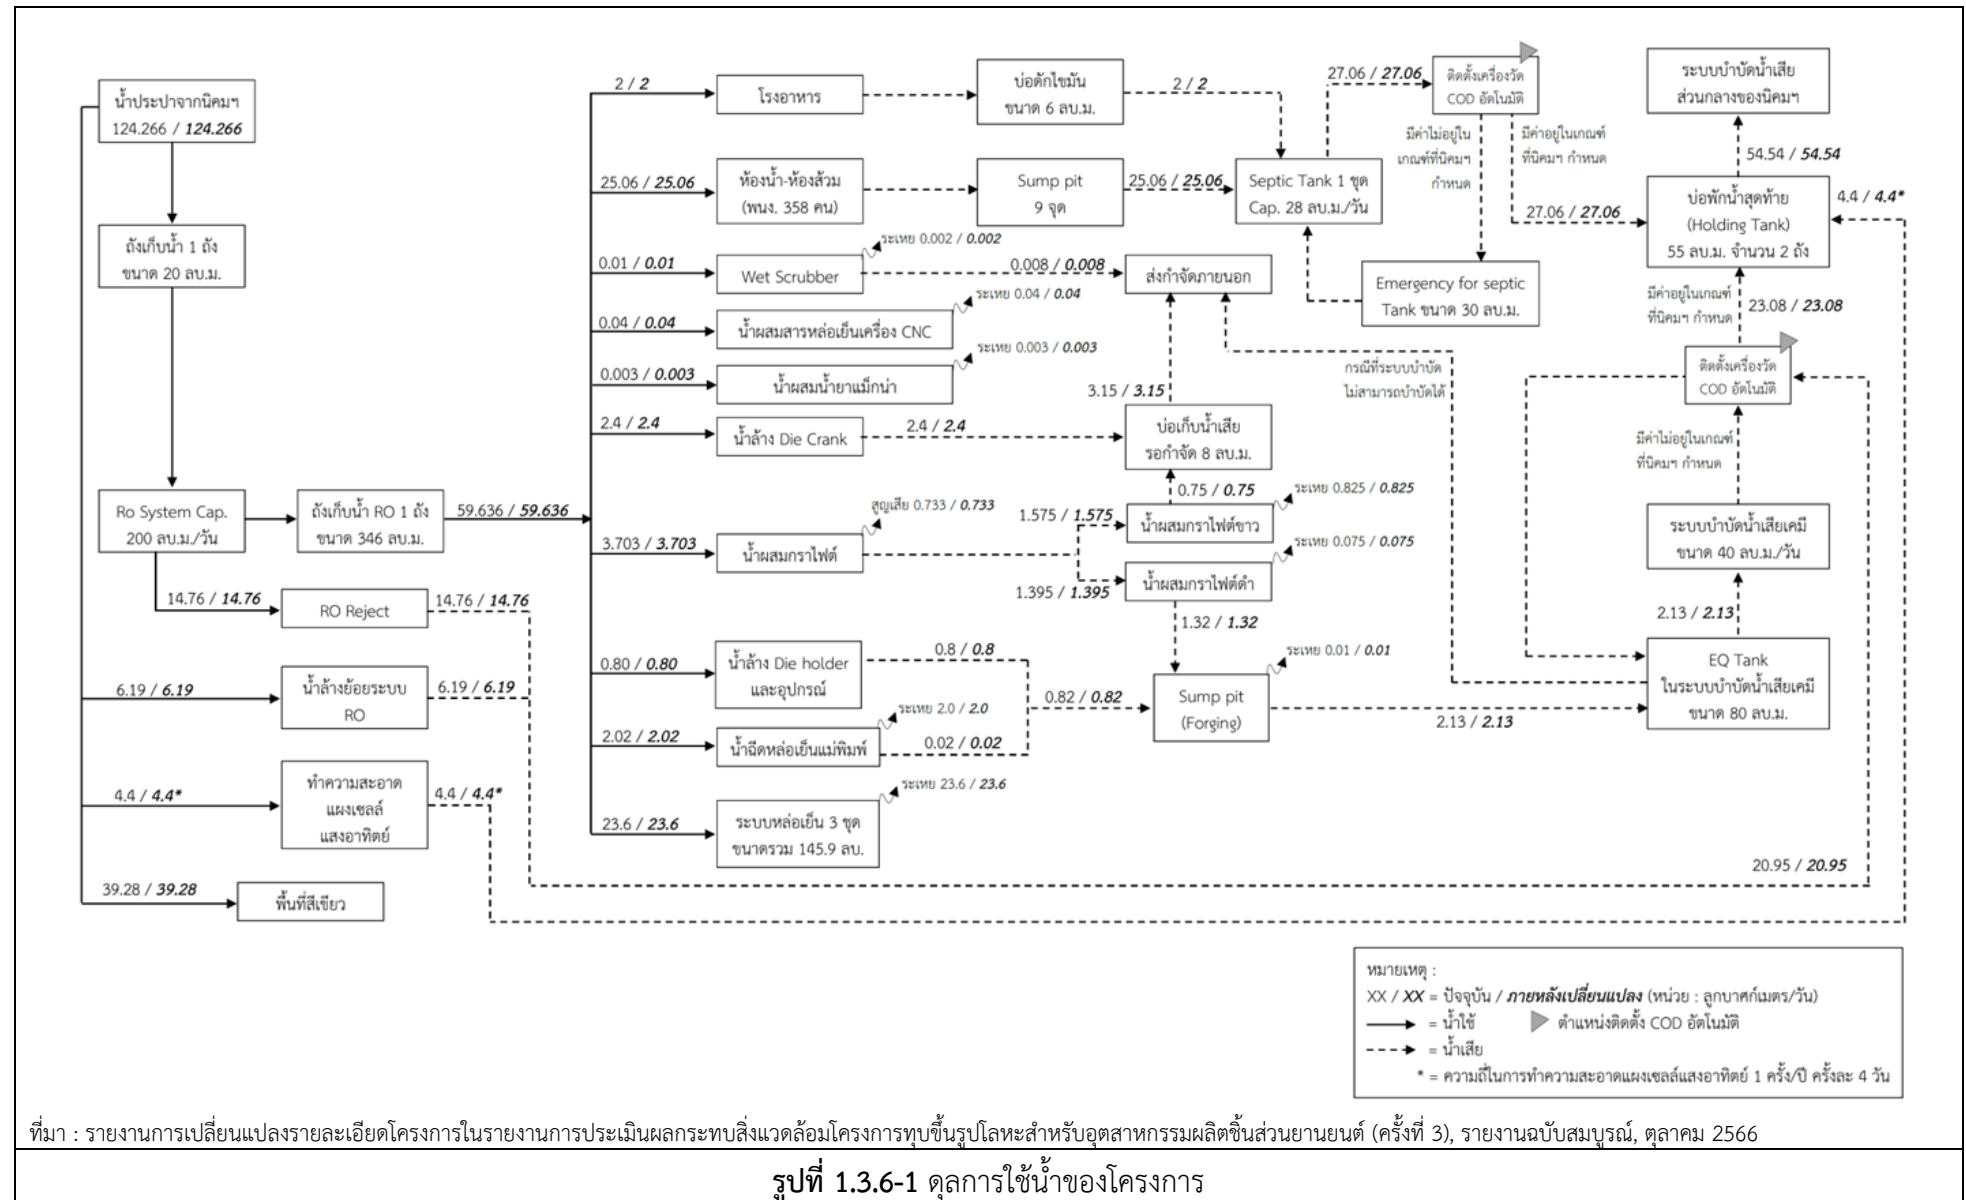 น้ำประปาจากนิคมฯ
124.266 / 124.266
ถังเก็บน้ำ 1 ถัง
ขนาด 20 ลบ.ม.
Ro System Cap.
200 ลบ.ม./วัน
ถังเก็บน้ำ RO 1 ถัง
ขนาด 346 ลบ.ม.
59.636 / 59.636
14.76 / 14.76
RO Reject
14.76 / 14.76
6.19 / 6.19
น้ำล้างย้อยระบบ
RO
6.19 / 6.19
4.4 / 4.4*
ทำความสะอาด
แผงเซลล์
แสงอาทิตย์
4.4 / 4.4*
39.28 / 39.28
พื้นที่สีเขียว
2 / 2
โรงอาหาร
บ่อดักไขมัน
ขนาด 6 ลบ.ม.
2 / 2
25.06 / 25.06
ห้องน้ำ-ห้องส้วม
(พนง. 358 คน)
Sump pit
9 จุด
25.06 / 25.06
Septic Tank 1 ชุด
Cap. 28 ลบ.ม./วัน
27.06 / 27.06
ติดตั้งเครื่องวัด
COD อัตโนมัติ
มีค่าไม่อยู่ใน
เกณฑ์ที่นิคมฯ
กำหนด
มีค่าอยู่ในเกณฑ์
ที่นิคมฯ กำหนด
27.06 / 27.06
Emergency for septic
Tank ขนาด 30 ลบ.ม.
ระบบบำบัดน้ำเสีย
ส่วนกลางของนิคมฯ
54.54 / 54.54
บ่อพักน้ำสุดท้าย
(Holding Tank)
55 ลบ.ม. จำนวน 2 ถัง
4.4 / 4.4*
มีค่าอยู่ในเกณฑ์
ที่นิคมฯ กำหนด
23.08 / 23.08
ติดตั้งเครื่องวัด
COD อัตโนมัติ
มีค่าไม่อยู่ในเกณฑ์
ที่นิคมฯ กำหนด
ระบบบำบัดน้ำเสียเคมี
ขนาด 40 ลบ.ม./วัน
2.13 / 2.13
EQ Tank
ในระบบบำบัดน้ำเสียเคมี
ขนาด 80 ลบ.ม.
0.01 / 0.01
Wet Scrubber
ระเหย 0.002 / 0.002
0.008 / 0.008
ส่งกำจัดภายนอก
0.04 / 0.04
น้ำผสมสารหล่อเย็นเครื่อง CNC
ระเหย 0.04 / 0.04
0.003 / 0.003
น้ำผสมน้ำยาแม็กน่า
ระเหย 0.003 / 0.003
กรณีที่ระบบบำบัด
ไม่สามารถบำบัดได้
3.15 / 3.15
2.4 / 2.4
น้ำล้าง Die Crank
2.4 / 2.4
บ่อเก็บน้ำเสีย
รอกำจัด 8 ลบ.ม.
0.75 / 0.75
3.703 / 3.703
น้ำผสมกราไฟต์
สูญเสีย 0.733 / 0.733
1.575 / 1.575
น้ำผสมกราไฟต์ขาว
ระเหย 0.825 / 0.825
1.395 / 1.395
น้ำผสมกราไฟต์ดำ
ระเหย 0.075 / 0.075
1.32 / 1.32
0.80 / 0.80
น้ำล้าง Die holder
และอุปกรณ์
0.8 / 0.8
2.02 / 2.02
น้ำฉีดหล่อเย็นแม่พิมพ์
ระเหย 2.0 / 2.0
0.02 / 0.02
0.82 / 0.82
Sump pit
(Forging)
ระเหย 0.01 / 0.01
2.13 / 2.13
23.6 / 23.6
ระบบหล่อเย็น 3 ชุด
ขนาดรวม 145.9 ลบ.
ระเหย 23.6 / 23.6
20.95 / 20.95
หมายเหตุ :
XX / XX = ปัจจุบัน / ภายหลังเปลี่ยนแปลง (หน่วย : ลูกบาศก์เมตร/วัน)
= น้ำใช้ ตำแหน่งติดตั้ง COD อัตโนมัติ
= น้ำเสีย
* = ความถี่ในการทำความสะอาดแผงเซลล์แสงอาทิตย์ 1 ครั้ง/ปี ครั้งละ 4 วัน
ที่มา : รายงานการเปลี่ยนแปลงรายละเอียดโครงการในรายงานการประเมินผลกระทบสิ่งแวดล้อมโครงการทุบขึ้นรูปโลหะสำหรับอุตสาหกรรมผลิตชิ้นส่วนยานยนต์ (ครั้งที่ 3), รายงานฉบับสมบูรณ์, ตุลาคม 2566
รูปที่ 1.3.6-1 ดุลการใช้น้ำของโครงการ